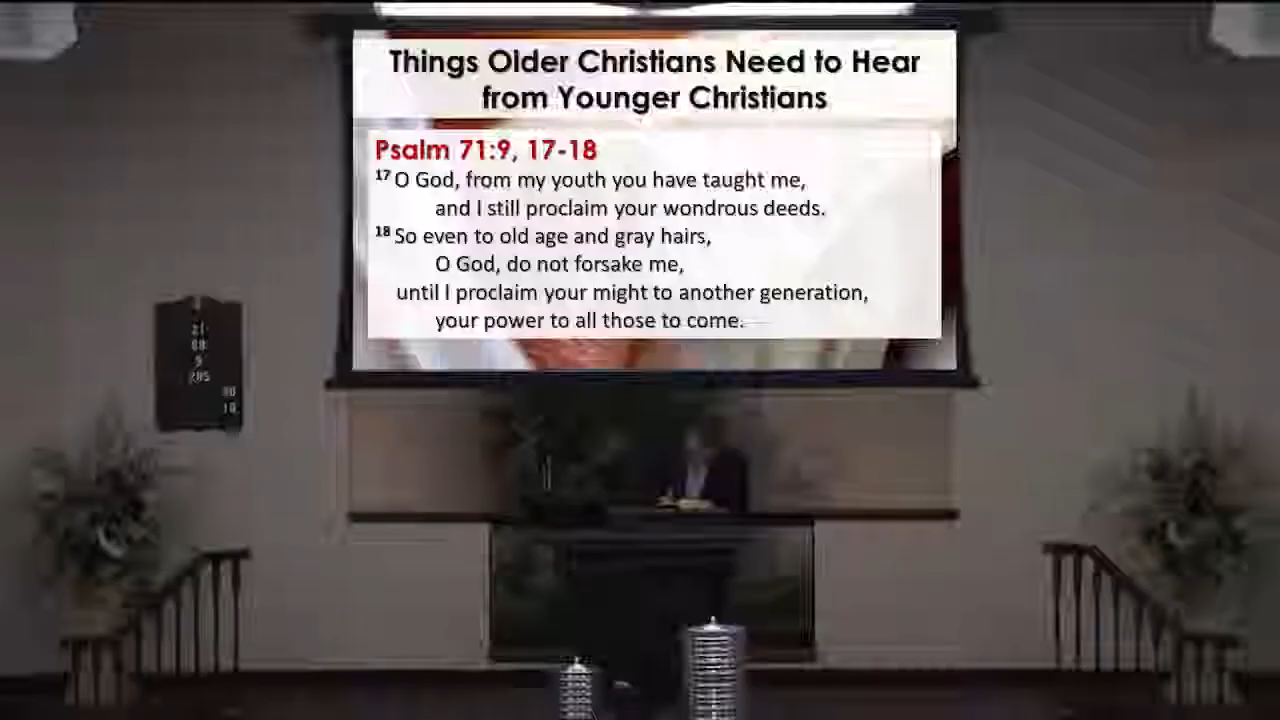 Things Older Christians Need to Hear
from Younger Christians
Psalm 71:9, 17-18
17 O God, from my youth you have taught me,
and I still proclaim your wondrous deeds.
18 So even to old age and gray hairs,
O God, do not forsake me,
until I proclaim your might to another generation,
your power to all those to come.